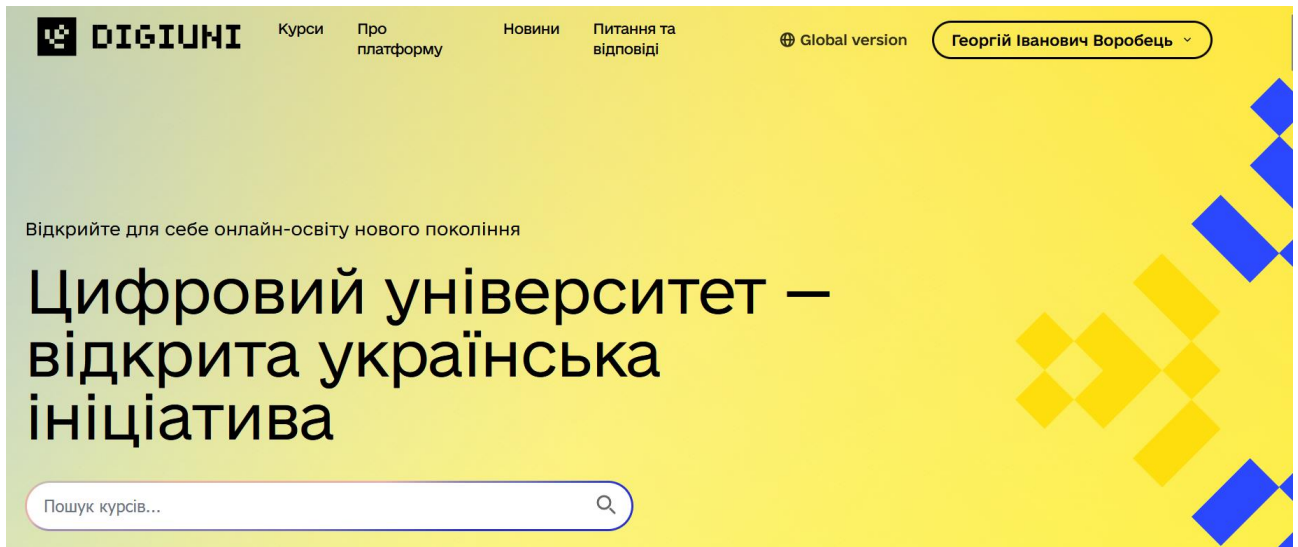 DIGIUNI
Курси
Про
платформу
Новини
Питання та
відповіді
Global version
Георгій Іванович Воробець
Відкрийте для себе онлайн-освіту нового покоління
Цифровий університет —
відкрита українська
ініціатива
Пошук курсів...